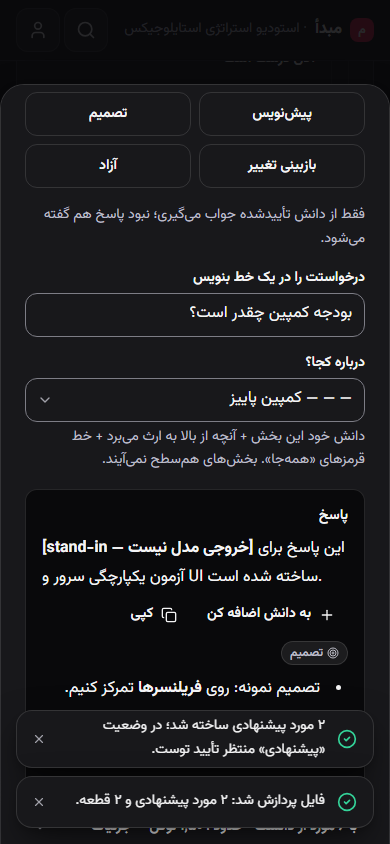 م مبدأ · استودیو استراتژی استایلوجیکس
پیش‌نویس
تصمیم
بازبینی تغییر
آزاد
فقط از دانش تأییدشده جواب می‌گیری؛ نبود پاسخ هم گفته
می‌شود.
درخواستت را در یک خط بنویس
بودجه کمپین چقدر است؟
درباره کجا؟
— — — کمپین پاییز
دانش خود این بخش + آنچه از بالا به ارث می‌برد + خط
قرمزهای «همه‌جا». بخش‌های هم‌سطح نمی‌آیند.
پاسخ
این پاسخ برای [خروجی مدل نیست — stand-in]
آزمون یکپارچگی سرور و UI ساخته شده است.
+ به دانش اضافه کن
کپی
تصمیم
• تصمیم نمونه: روی فریلنسرها تمرکز کنیم.
۲ مورد پیشنهادی ساخته شد؛ در وضعیت
«پیشنهادی» منتظر تأیید توست.
فایل پردازش شد: ۲ مورد پیشنهادی و ۲ قطعه.